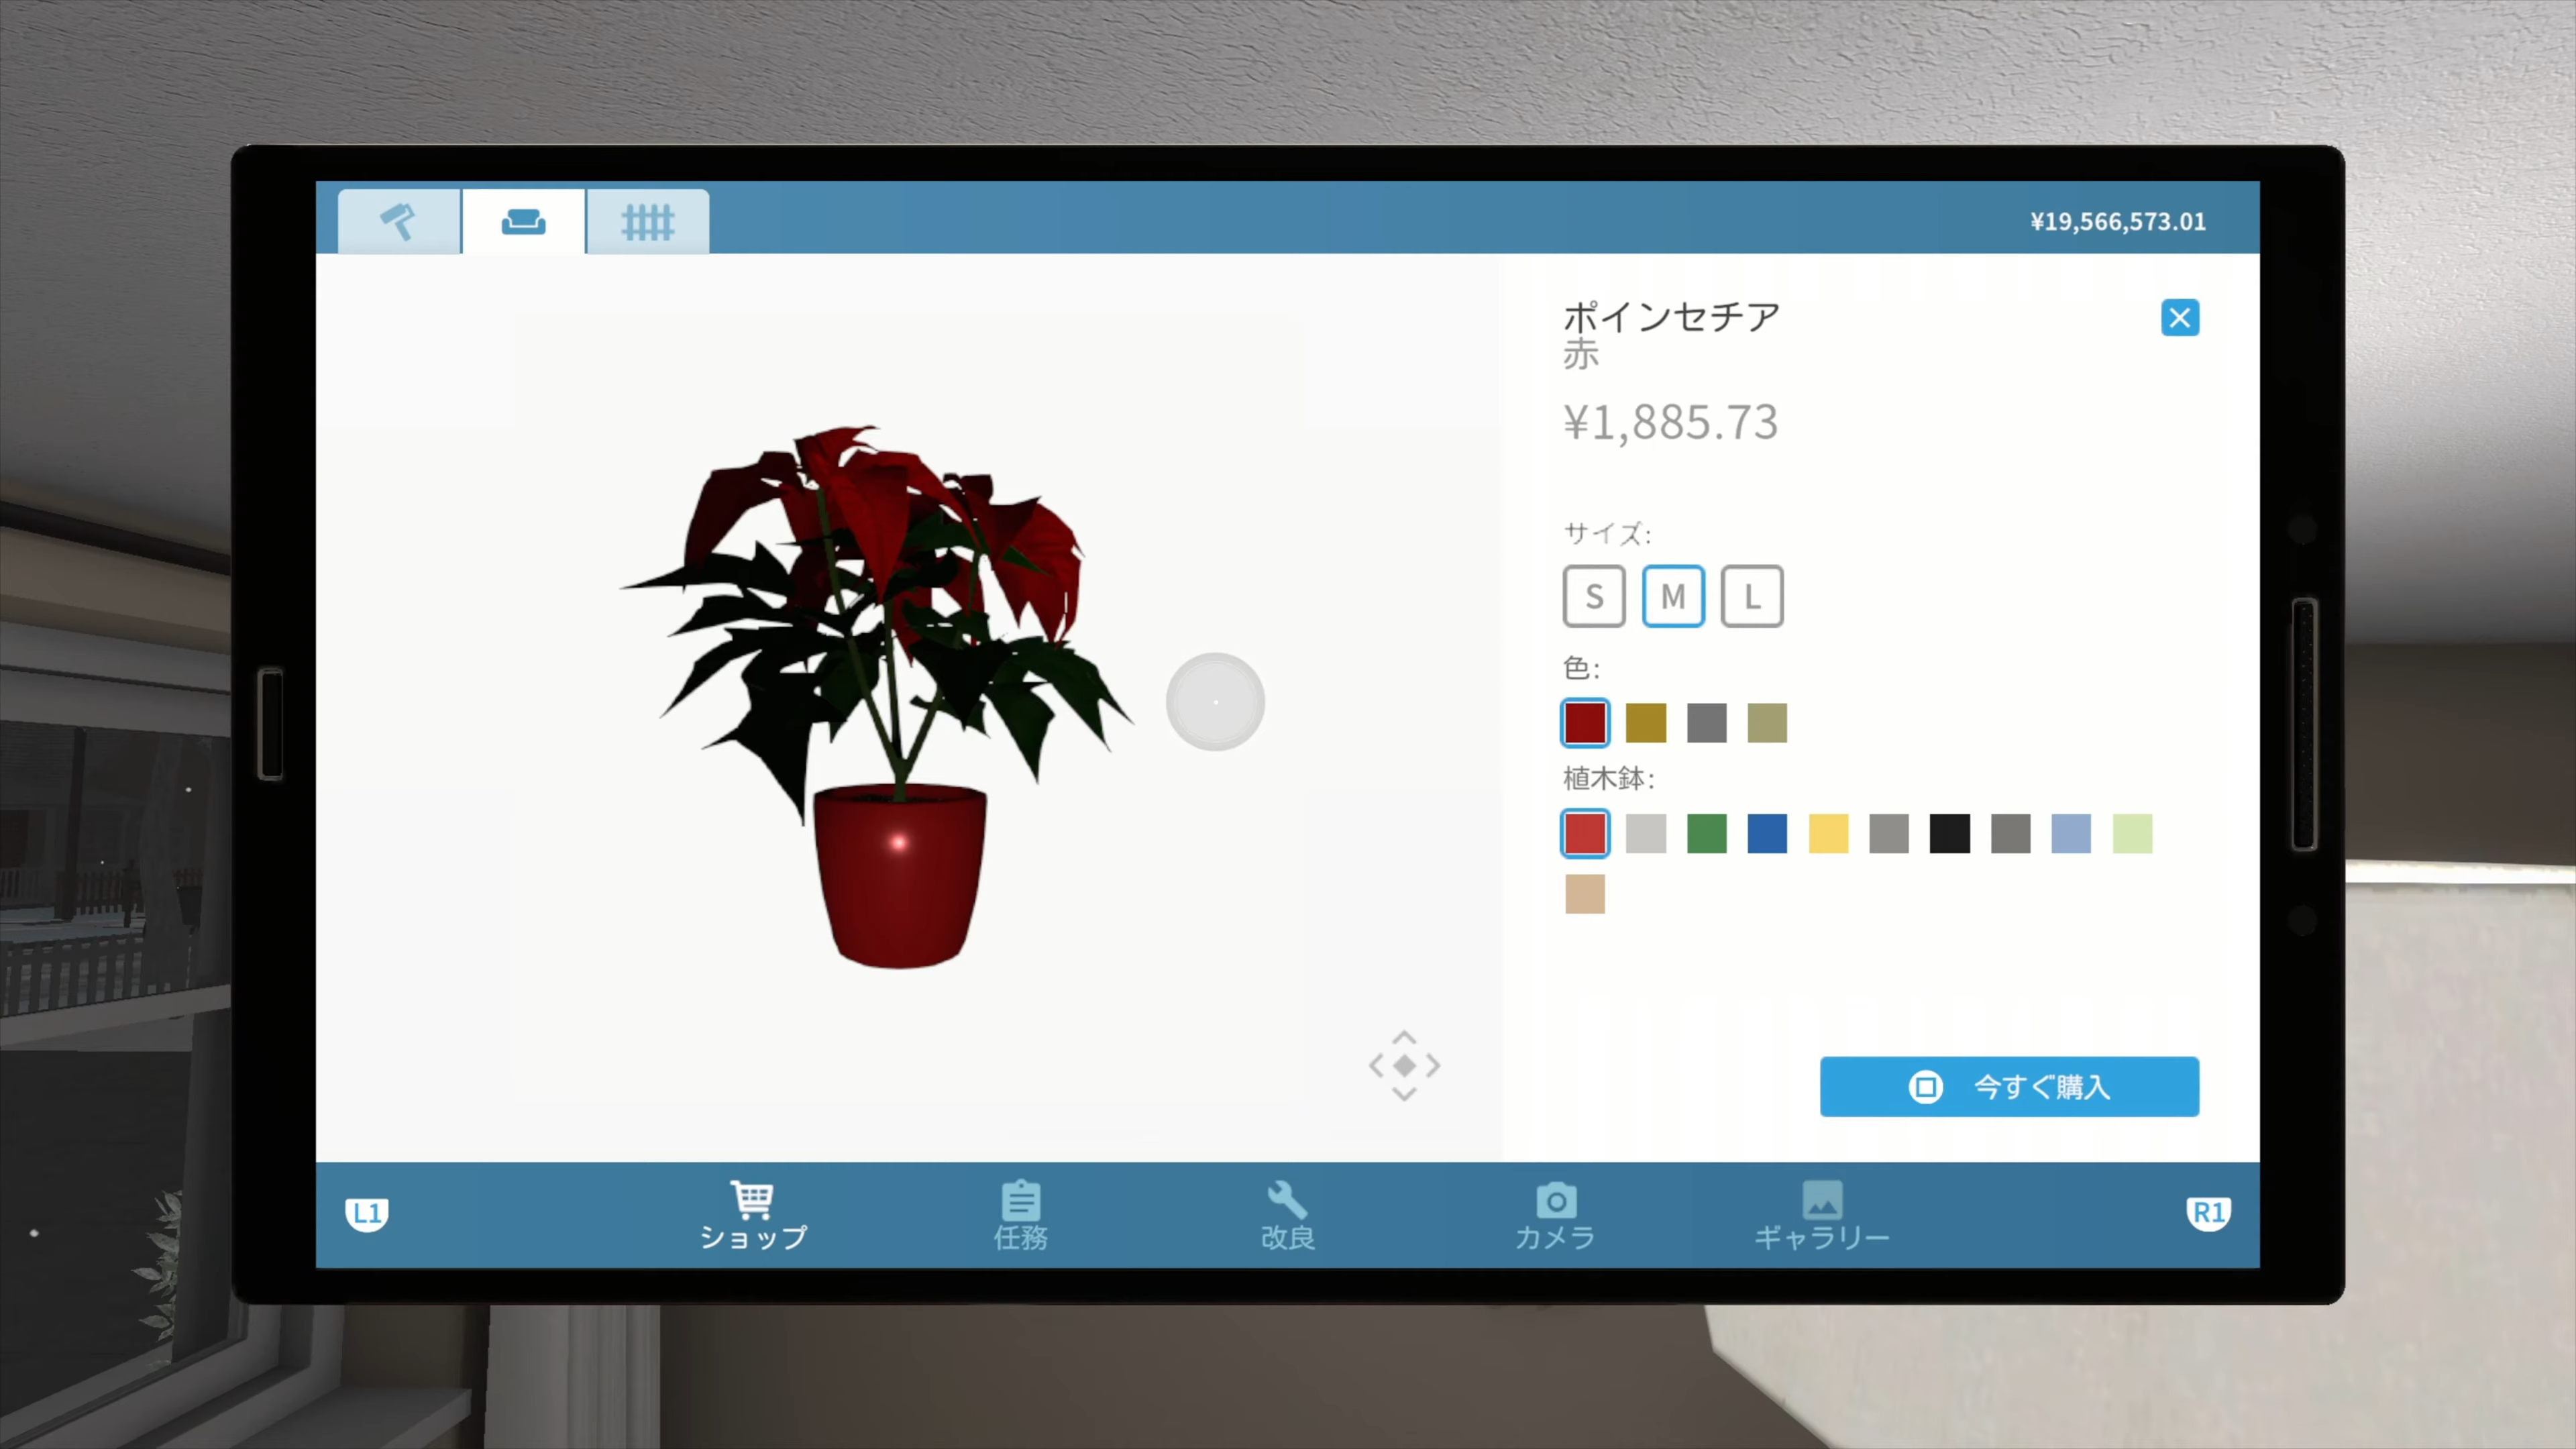 ¥19,566,573.01
ポインセチア
赤
¥1,885.73
サイズ:
S M L
色:
植木鉢:
今すぐ購入
L1 ショップ 任務 改良 カメラ ギャラリー R1